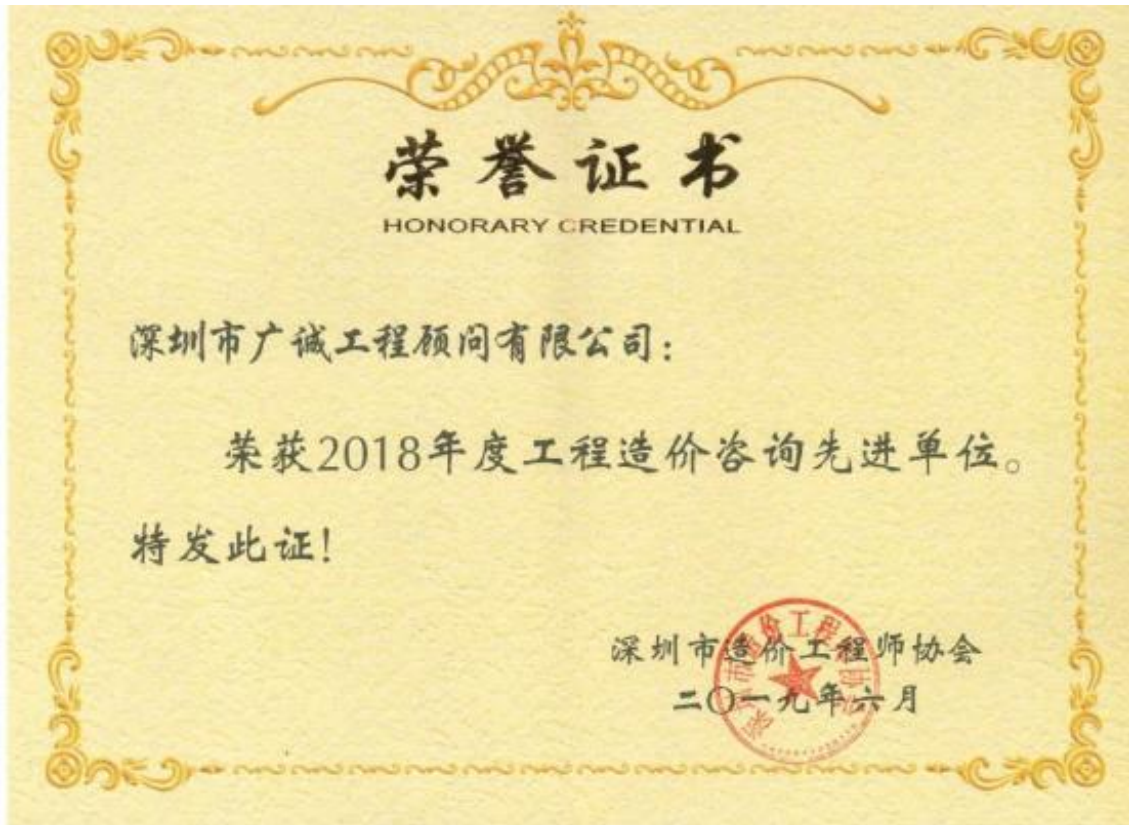 荣誉证书
HONORARY CREDENTIAL
深圳市广诚工程顾问有限公司：
荣获2018年度工程造价咨询先进单位。
特发此证！
深圳市造价工程师协会
二〇一九年六月